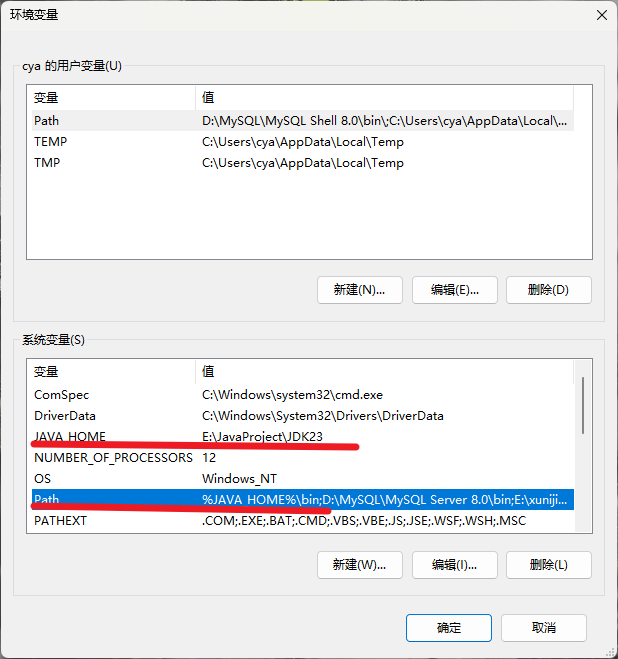 环境变量
cya 的用户变量(U)
变量 值
Path D:\MySQL\MySQL Shell 8.0\bin\;C:\Users\cya\AppData\Local\...
TEMP C:\Users\cya\AppData\Local\Temp
TMP C:\Users\cya\AppData\Local\Temp
新建(N)... 编辑(E)... 删除(D)
系统变量(S)
变量 值
ComSpec C:\Windows\system32\cmd.exe
DriverData C:\Windows\System32\Drivers\DriverData
JAVA_HOME E:\JavaProject\JDK23
NUMBER_OF_PROCESSORS 12
OS Windows_NT
Path %JAVA_HOME%\bin;D:\MySQL\MySQL Server 8.0\bin;E:\xuniji...
PATHEXT .COM;.EXE;.BAT;.CMD;.VBS;.VBE;.JS;.JSE;.WSF;.WSH;.MSC
新建(W)... 编辑(I)... 删除(L)
确定 取消